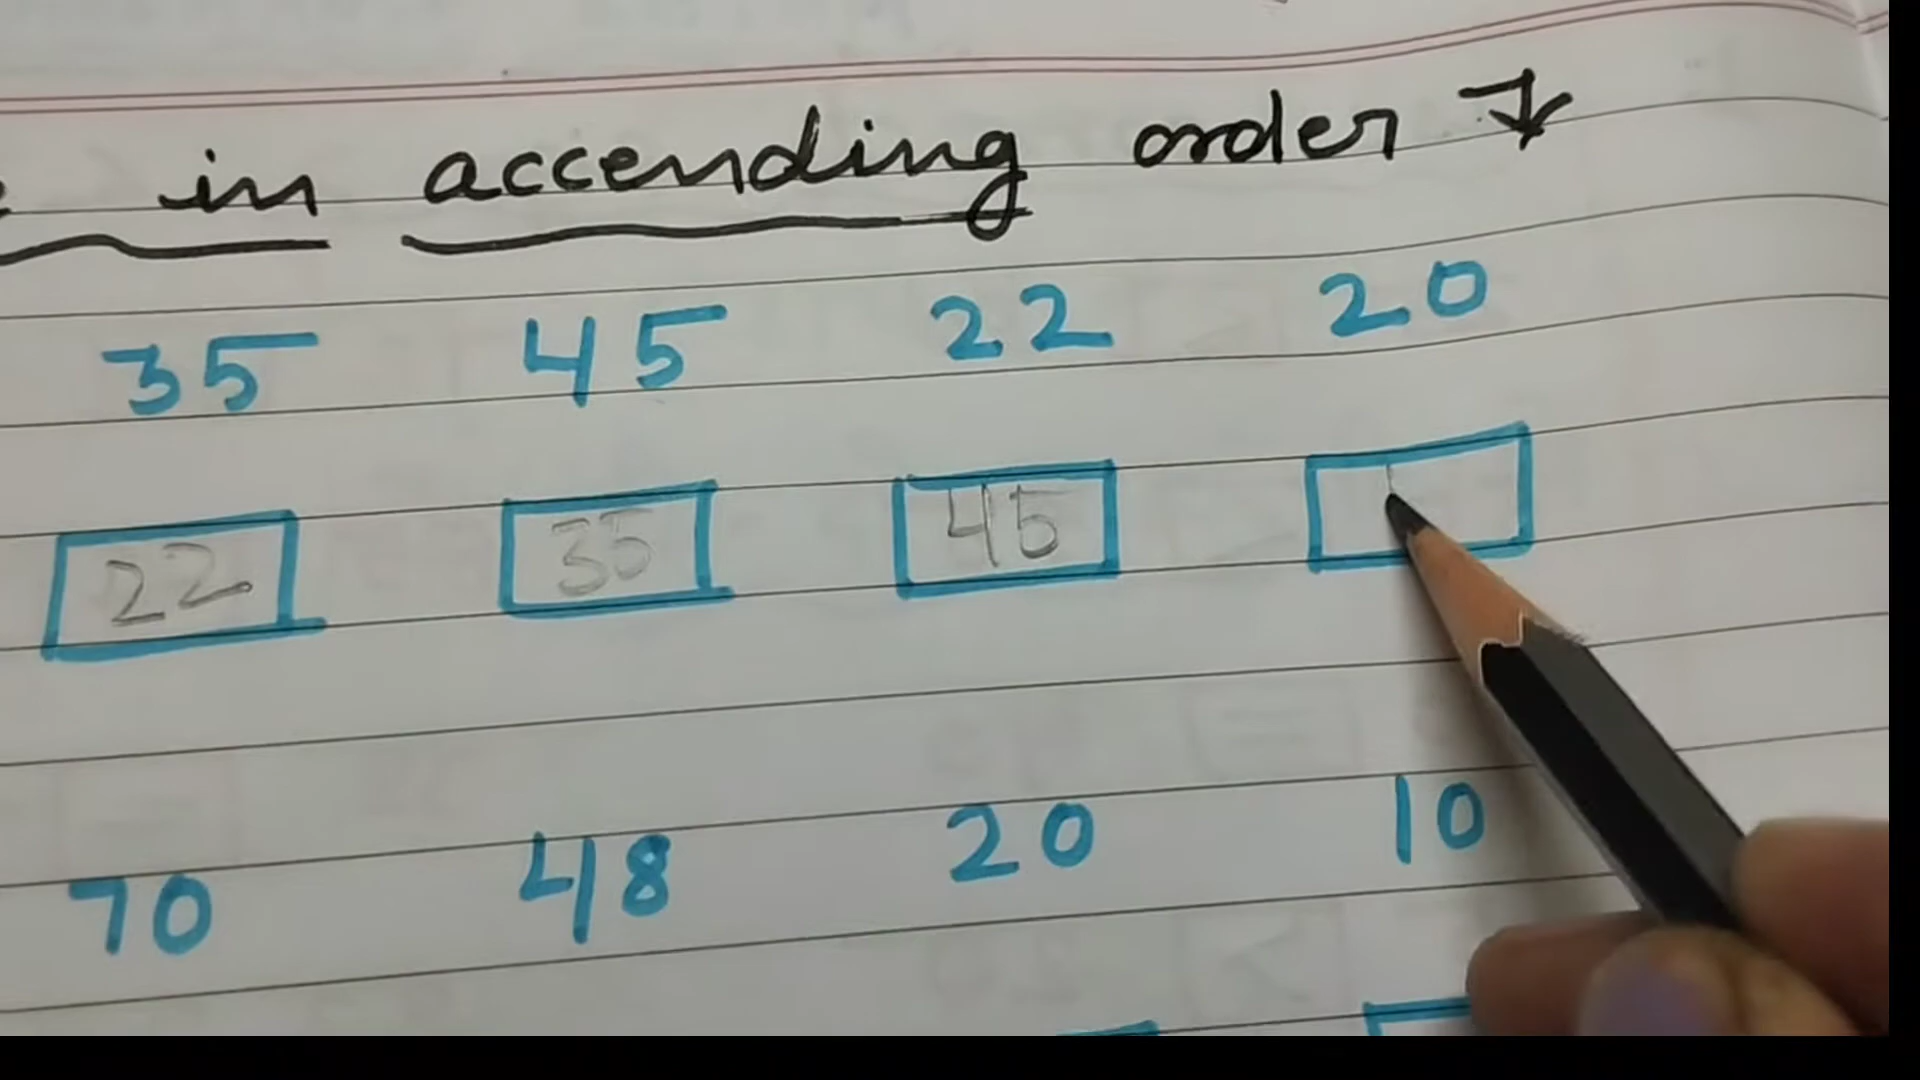 in accending order
35 45 22 20
22 35 45
70 48 20 10